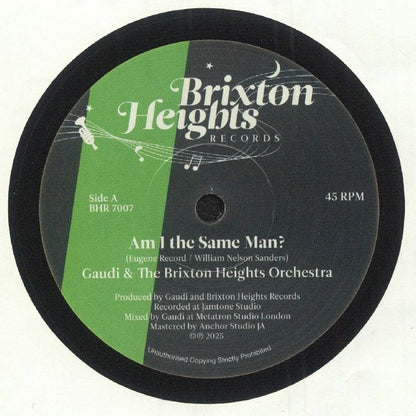 Brixton
Heights
RECORDS
Side A
BHR 7007
45 RPM
Am I the Same Man?
(Eugene Record / William Nelson Sanders)
Gaudi & The Brixton Heights Orchestra
Produced by Gaudi and Brixton Heights Records
Recorded at Jamtone Studio
Mixed by Gaudi at Metatron Studio London
Mastered by Anchor Studio JA
©℗ 2025
Unauthorised Copying Strictly Prohibited